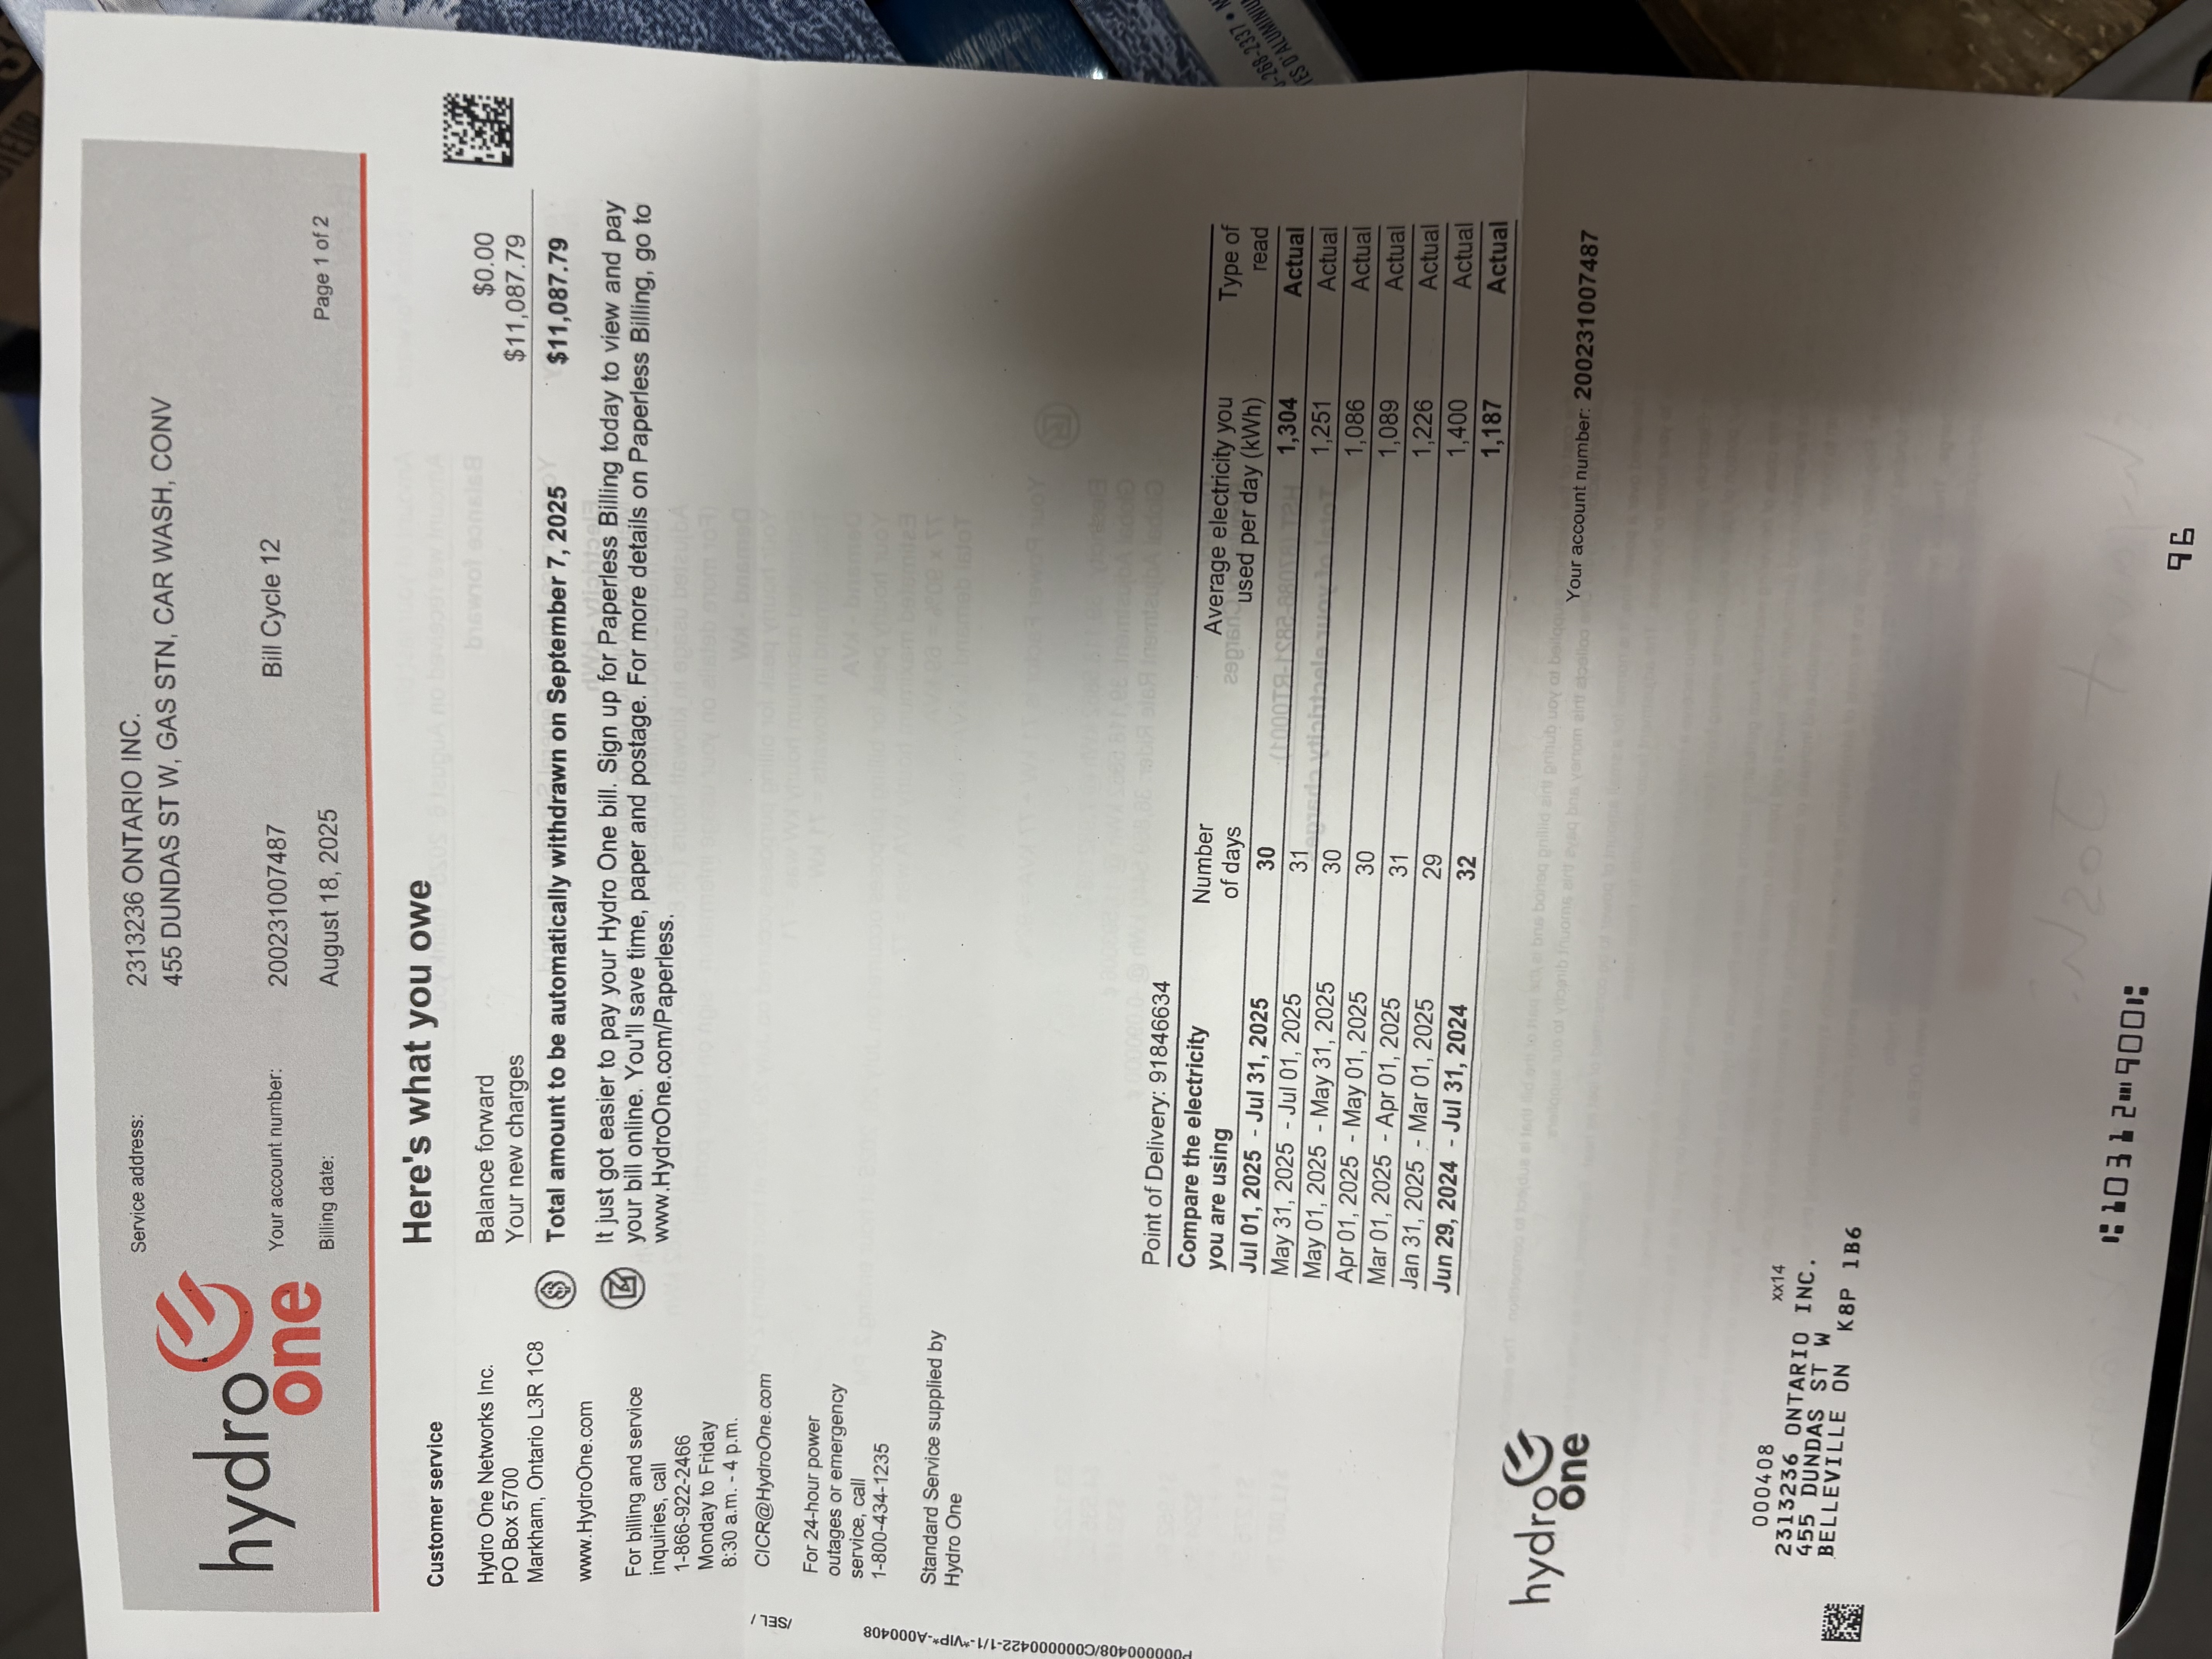 hydro one
Service address: 2313236 ONTARIO INC.
455 DUNDAS ST W, GAS STN, CAR WASH, CONV
Your account number: 200231007487 Bill Cycle 12
Billing date: August 18, 2025
Page 1 of 2
Customer service
Hydro One Networks Inc.
PO Box 5700
Markham, Ontario L3R 1C8
www.HydroOne.com
For billing and service
inquiries, call
1-866-922-2466
Monday to Friday
8:30 a.m. - 4 p.m.
CICR@HydroOne.com
For 24-hour power
outages or emergency
service, call
1-800-434-1235
Standard Service supplied by
Hydro One
/SEL /
P000000408/C0000000422-1/1-*VIP*-A000408
Here's what you owe
Balance forward $0.00
Your new charges $11,087.79
Total amount to be automatically withdrawn on September 7, 2025 $11,087.79
It just got easier to pay your Hydro One bill. Sign up for Paperless Billing today to view and pay
your bill online. You'll save time, paper and postage. For more details on Paperless Billing, go to
www.HydroOne.com/Paperless.
Point of Delivery: 91846634
Compare the electricity you are using Number of days Average electricity you used per day (kWh) Type of read
Jul 01, 2025 - Jul 31, 2025 30 1,304 Actual
May 31, 2025 - Jul 01, 2025 31 1,251 Actual
May 01, 2025 - May 31, 2025 30 1,086 Actual
Apr 01, 2025 - May 01, 2025 30 1,089 Actual
Mar 01, 2025 - Apr 01, 2025 31 1,226 Actual
Jan 31, 2025 - Mar 01, 2025 29 1,400 Actual
Jun 29, 2024 - Jul 31, 2024 32 1,187 Actual
hydro one
Your account number: 200231007487
000408 xx14
2313236 ONTARIO INC.
455 DUNDAS ST W
BELLEVILLE ON K8P 1B6
10312 900
96